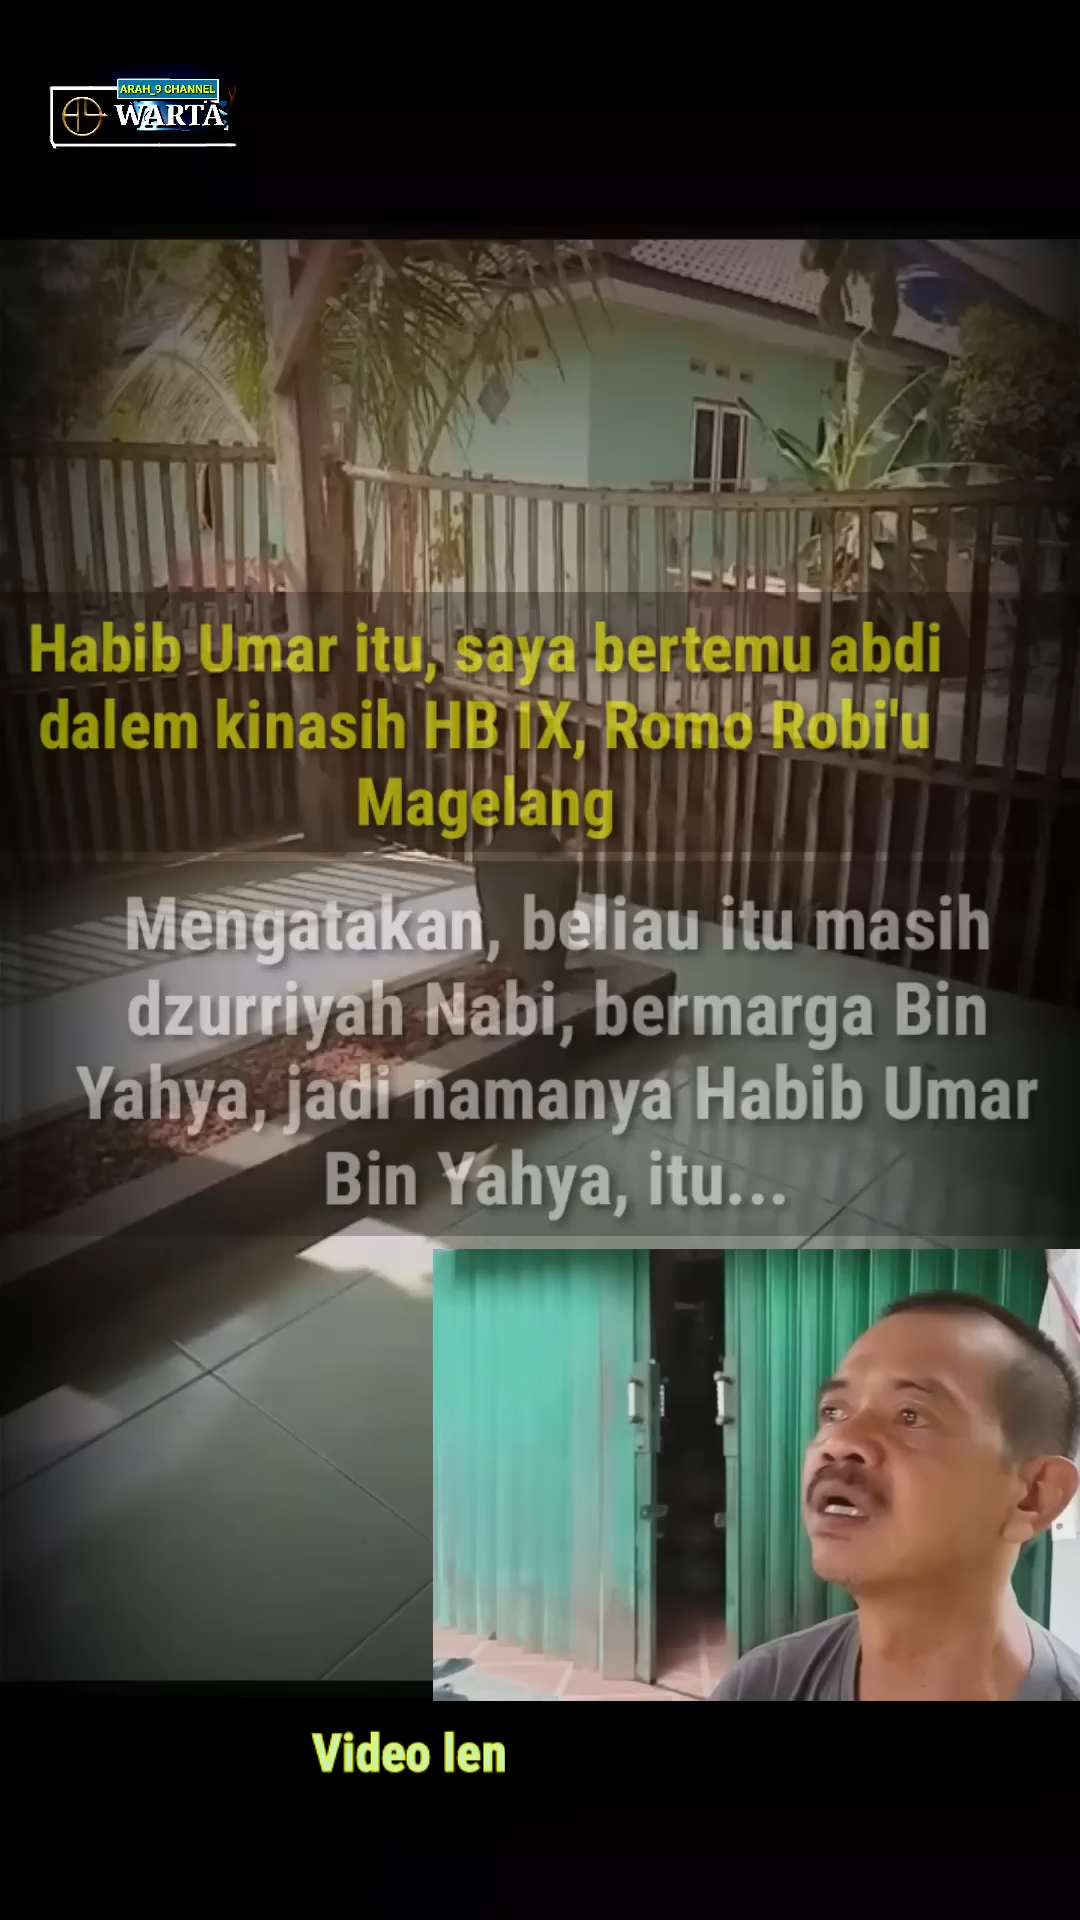 ARAH_9 CHANNEL
WARTA
Habib Umar itu, saya bertemu abdi
dalem kinasih HB IX, Romo Robi'u
Magelang
Mengatakan, beliau itu masih
dzurriyah Nabi, bermarga Bin
Yahya, jadi namanya Habib Umar
Bin Yahya, itu...
Video len